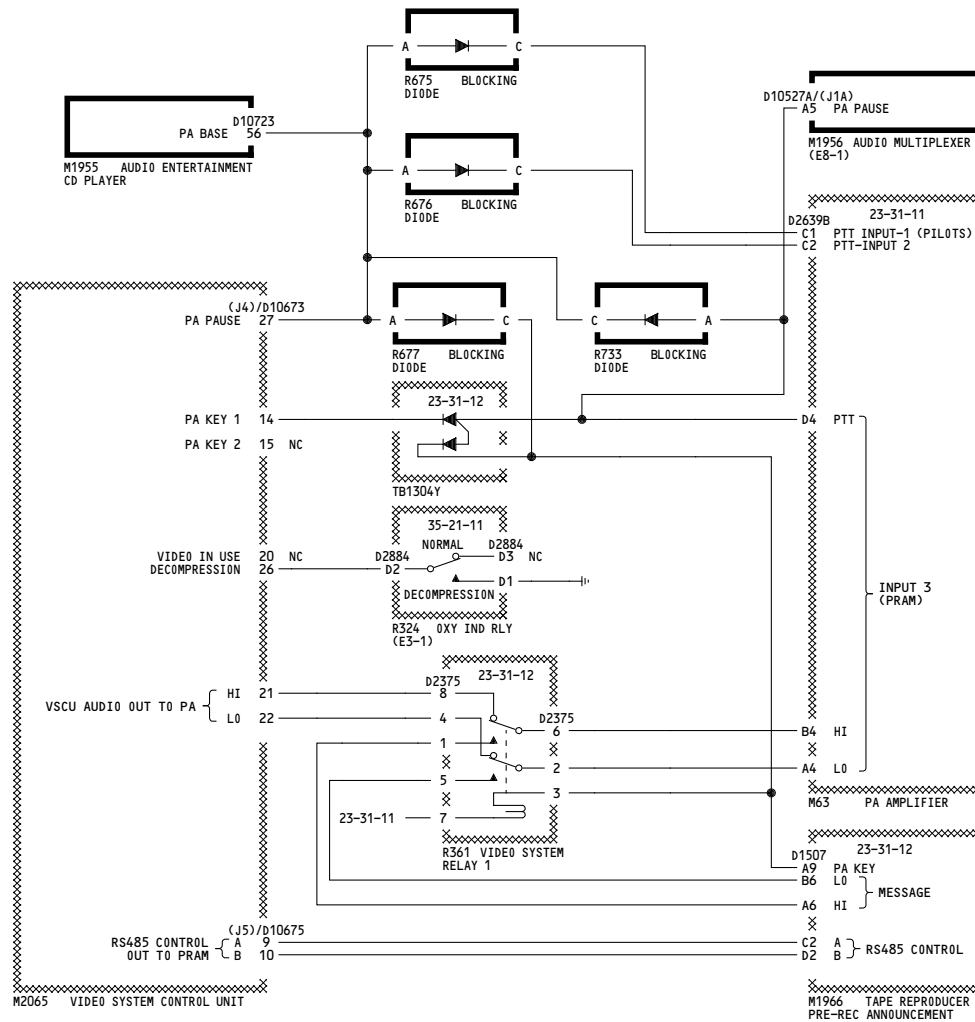 A C
R675 BLOCKING
DIODE
D10723
PA BASE 56
M1955 AUDIO ENTERTAINMENT
CD PLAYER
D10527A/(J1A)
A5 PA PAUSE
M1956 AUDIO MULTIPLEXER
(E8-1)
A C
R676 BLOCKING
DIODE
23-31-11
D2639B
C1 PTT INPUT-1 (PILOTS)
C2 PTT-INPUT 2
(J4)/D10673
PA PAUSE 27
A C
R677 BLOCKING
DIODE
C A
R733 BLOCKING
DIODE
23-31-12
PA KEY 1 14
D4 PTT
PA KEY 2 15 NC
TB1304Y
35-21-11
NORMAL D2884
D3 NC
VIDEO IN USE 20 NC
DECOMPRESSION 26
D2884
D2
D1
DECOMPRESSION
R324 OXY IND RLY
(E3-1)
INPUT 3
(PRAM)
23-31-12
D2375
VSCU AUDIO OUT TO PA
HI 21
8
LO 22
4
D2375
6
B4 HI
1
2
A4 LO
5
3
23-31-11 7
M63 PA AMPLIFIER
R361 VIDEO SYSTEM
RELAY 1
23-31-12
D1507
A9 PA KEY
B6 LO
MESSAGE
A6 HI
(J5)/D10675
RS485 CONTROL
OUT TO PRAM
A 9
B 10
C2 A
D2 B
RS485 CONTROL
M2065 VIDEO SYSTEM CONTROL UNIT
M1966 TAPE REPRODUCER
PRE-REC ANNOUNCEMENT